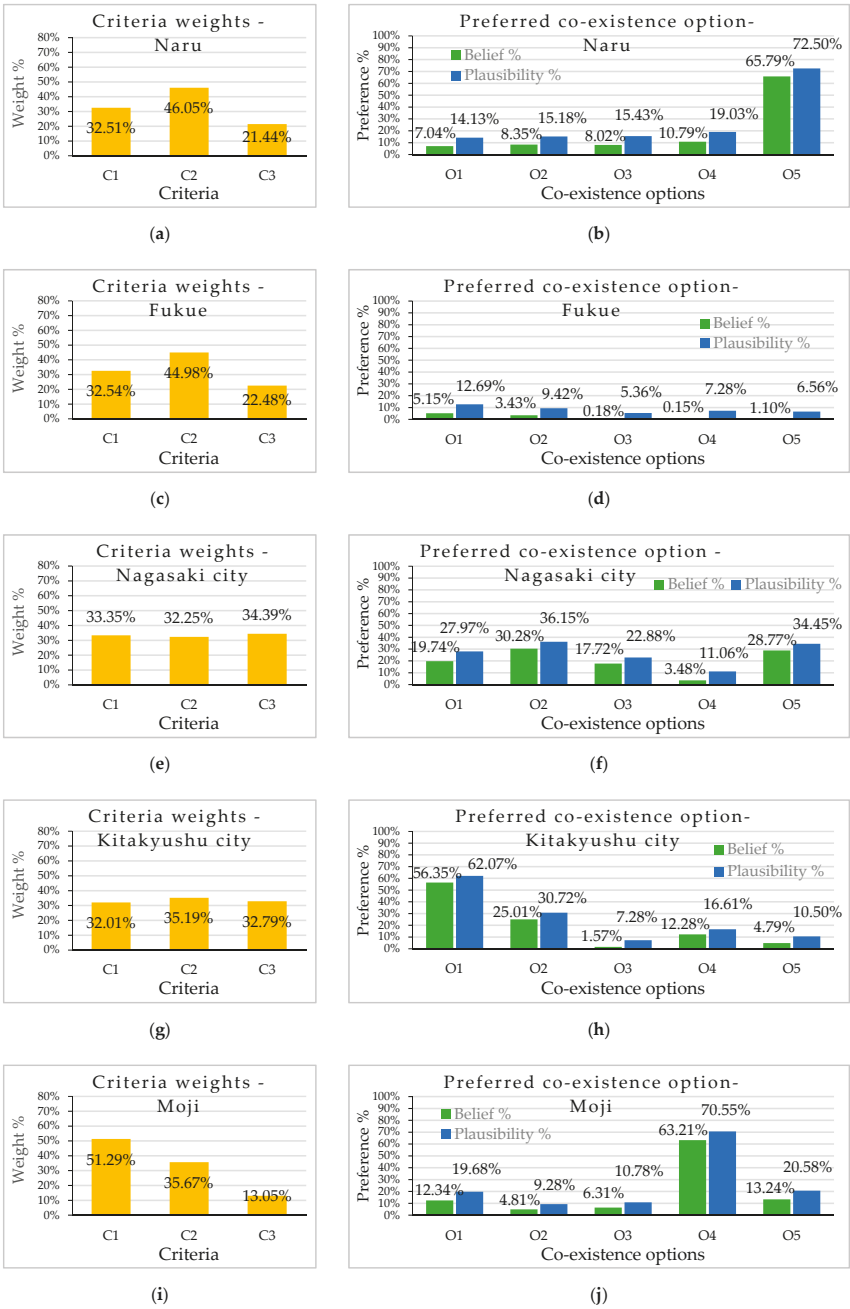 Criteria weights -
Naru
Weight %
80%
70%
60%
50%
40%
30%
20%
10%
0%
32.51%
46.05%
21.44%
C1 C2 C3
Criteria
(a)
Preferred co-existence option-
Naru
Belief %
Plausibility %
Preference %
100%
90%
80%
70%
60%
50%
40%
30%
20%
10%
0%
7.04% 14.13% 8.35% 15.18% 8.02% 15.43% 10.79% 19.03% 65.79% 72.50%
O1 O2 O3 O4 O5
Co-existence options
(b)
Criteria weights -
Fukue
Weight %
80%
70%
60%
50%
40%
30%
20%
10%
0%
32.54%
44.98%
22.48%
C1 C2 C3
Criteria
(c)
Preferred co-existence option-
Fukue
Belief %
Plausibility %
Preference %
100%
90%
80%
70%
60%
50%
40%
30%
20%
10%
0%
5.15% 12.69% 3.43% 9.42% 0.18% 5.36% 0.15% 7.28% 1.10% 6.56%
O1 O2 O3 O4 O5
Co-existence options
(d)
Criteria weights -
Nagasaki city
Weight %
80%
70%
60%
50%
40%
30%
20%
10%
0%
33.35% 32.25% 34.39%
C1 C2 C3
Criteria
(e)
Preferred co-existence option -
Nagasaki city
Belief % Plausibility %
Preference %
100%
90%
80%
70%
60%
50%
40%
30%
20%
10%
0%
19.74% 27.97% 30.28% 36.15% 17.72% 22.88% 3.48% 11.06% 28.77% 34.45%
O1 O2 O3 O4 O5
Co-existence options
(f)
Criteria weights -
Kitakyushu city
Weight %
80%
70%
60%
50%
40%
30%
20%
10%
0%
32.01% 35.19% 32.79%
C1 C2 C3
Criteria
(g)
Preferred co-existence option-
Kitakyushu city
Belief %
Plausibility %
Preference %
100%
90%
80%
70%
60%
50%
40%
30%
20%
10%
0%
56.35% 62.07% 25.01% 30.72% 1.57% 7.28% 12.28% 16.61% 4.79% 10.50%
O1 O2 O3 O4 O5
Co-existence options
(h)
Criteria weights -
Moji
Weight %
80%
70%
60%
50%
40%
30%
20%
10%
0%
51.29%
35.67%
13.05%
C1 C2 C3
Criteria
(i)
Preferred co-existence option-
Moji
Belief %
Plausibility %
Preference %
100%
90%
80%
70%
60%
50%
40%
30%
20%
10%
0%
12.34% 19.68% 4.81% 9.28% 6.31% 10.78% 63.21% 70.55% 13.24% 20.58%
O1 O2 O3 O4 O5
Co-existence options
(j)